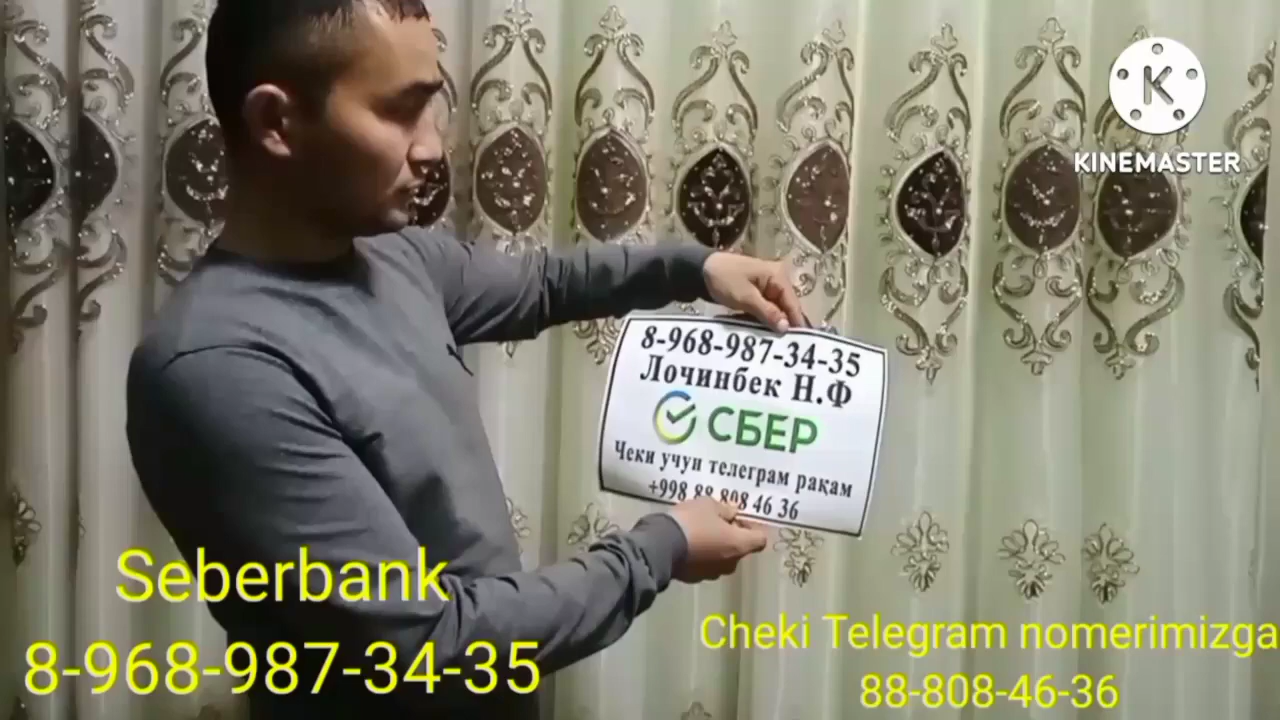 K
KINEMASTER
8-968-987-34-35
Лочинбек Н.Ф
СБЕР
Чеки учун телеграм рақам
+998 88 808 46 36
Seberbank
8-968-987-34-35
Cheki Telegram nomerimizga
88-808-46-36